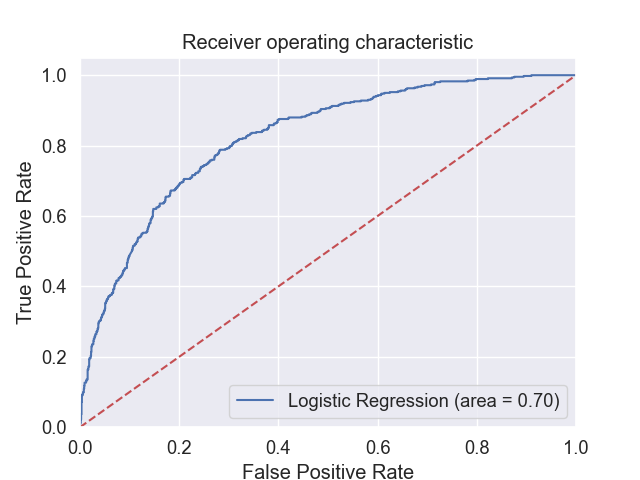 Receiver operating characteristic
True Positive Rate
1.0
0.8
0.6
0.4
0.2
0.0
Logistic Regression (area = 0.70)
0.0 0.2 0.4 0.6 0.8 1.0
False Positive Rate